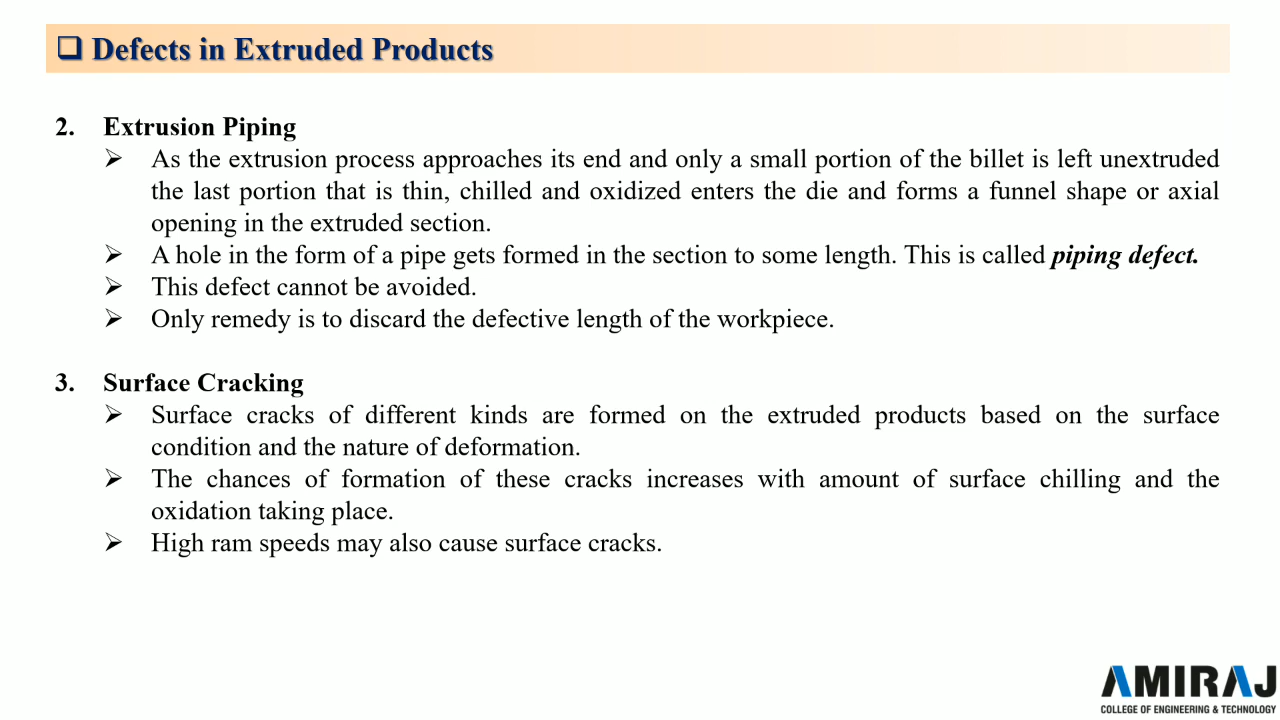 ❑ Defects in Extruded Products
2. Extrusion Piping
➢ As the extrusion process approaches its end and only a small portion of the billet is left unextruded
the last portion that is thin, chilled and oxidized enters the die and forms a funnel shape or axial
opening in the extruded section.
➢ A hole in the form of a pipe gets formed in the section to some length. This is called piping defect.
➢ This defect cannot be avoided.
➢ Only remedy is to discard the defective length of the workpiece.
3. Surface Cracking
➢ Surface cracks of different kinds are formed on the extruded products based on the surface
condition and the nature of deformation.
➢ The chances of formation of these cracks increases with amount of surface chilling and the
oxidation taking place.
➢ High ram speeds may also cause surface cracks.
AMIRAJ
COLLEGE OF ENGINEERING & TECHNOLOGY